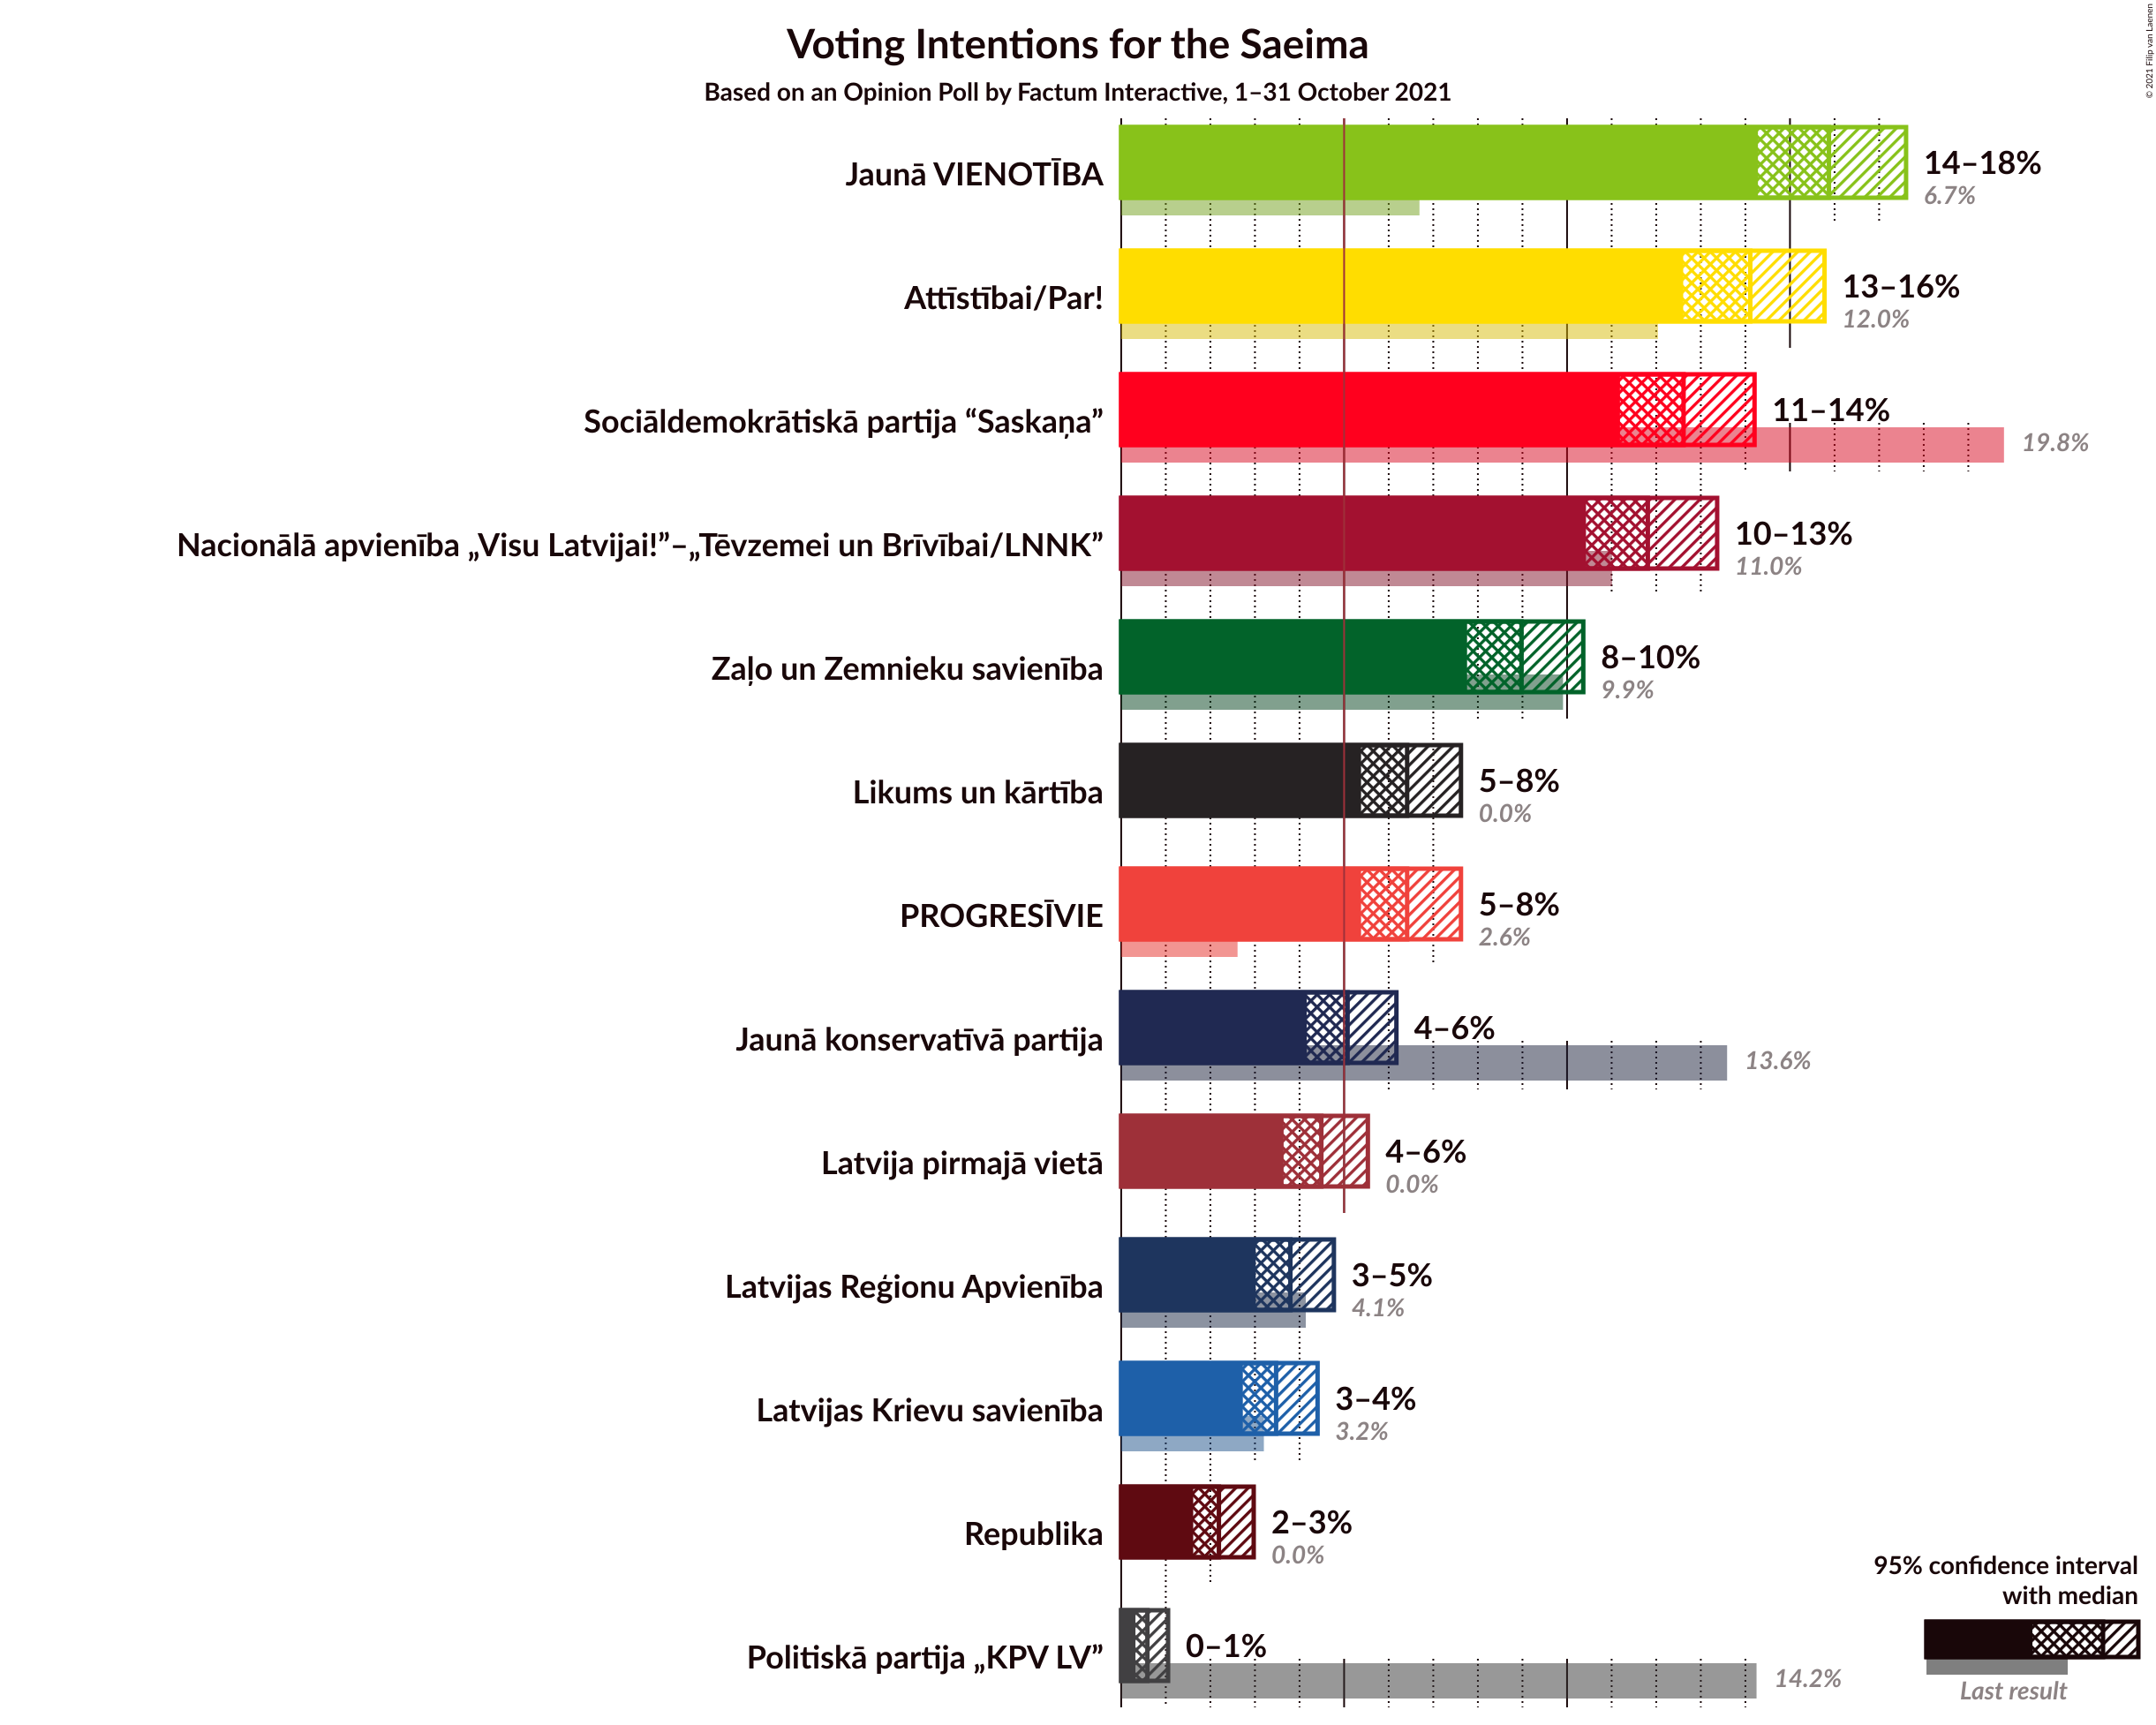 © 2021 Filip van Laenen
Voting Intentions for the Saeima
Based on an Opinion Poll by Factum Interactive, 1–31 October 2021
Jaunā VIENOTĪBA
14–18%
6.7%
Attīstībai/Par!
13–16%
12.0%
Sociāldemokrātiskā partija “Saskaņa”
11–14%
19.8%
Nacionālā apvienība „Visu Latvijai!”–„Tēvzemei un Brīvībai/LNNK”
10–13%
11.0%
Zaļo un Zemnieku savienība
8–10%
9.9%
Likums un kārtība
5–8%
0.0%
PROGRESĪVIE
5–8%
2.6%
Jaunā konservatīvā partija
4–6%
13.6%
Latvija pirmajā vietā
4–6%
0.0%
Latvijas Reģionu Apvienība
3–5%
4.1%
Latvijas Krievu savienība
3–4%
3.2%
Republika
2–3%
0.0%
Politiskā partija „KPV LV”
0–1%
14.2%
95% confidence interval
with median
Last result